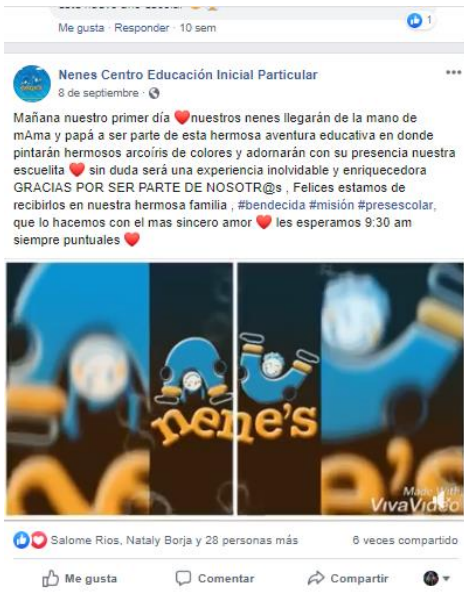 Me gusta · Responder · 10 sem
1
Nenes Centro Educación Inicial Particular
8 de septiembre ·
Mañana nuestro primer día ❤️nuestros nenes llegarán de la mano de
mAma y papá a ser parte de esta hermosa aventura educativa en donde
pintarán hermosos arcoíris de colores y adornarán con su presencia nuestra
escuelita ❤️ sin duda será una experiencia inolvidable y enriquecedora
GRACIAS POR SER PARTE DE NOSOTR@s , Felices estamos de
recibirlos en nuestra hermosa familia , #bendecida #misión #presescolar,
que lo hacemos con el mas sincero amor ❤️ les esperamos 9:30 am
siempre puntuales ❤️
nene's
Made With
VivaVideo
Salome Rios, Nataly Borja y 28 personas más
6 veces compartido
Me gusta
Comentar
Compartir